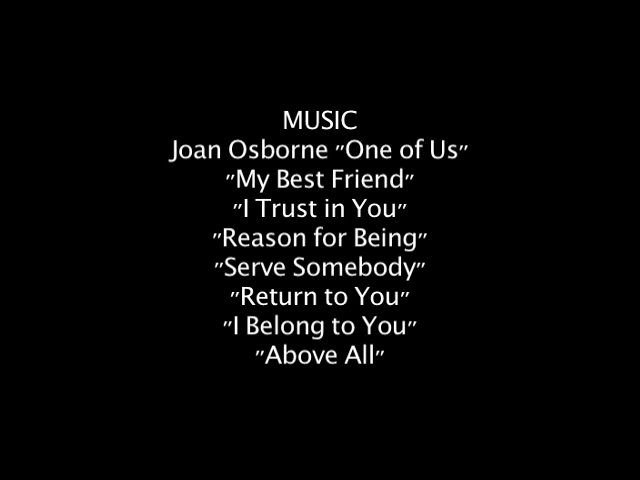 MUSIC
Joan Osborne "One of Us"
"My Best Friend"
"I Trust in You"
"Reason for Being"
"Serve Somebody"
"Return to You"
"I Belong to You"
"Above All"